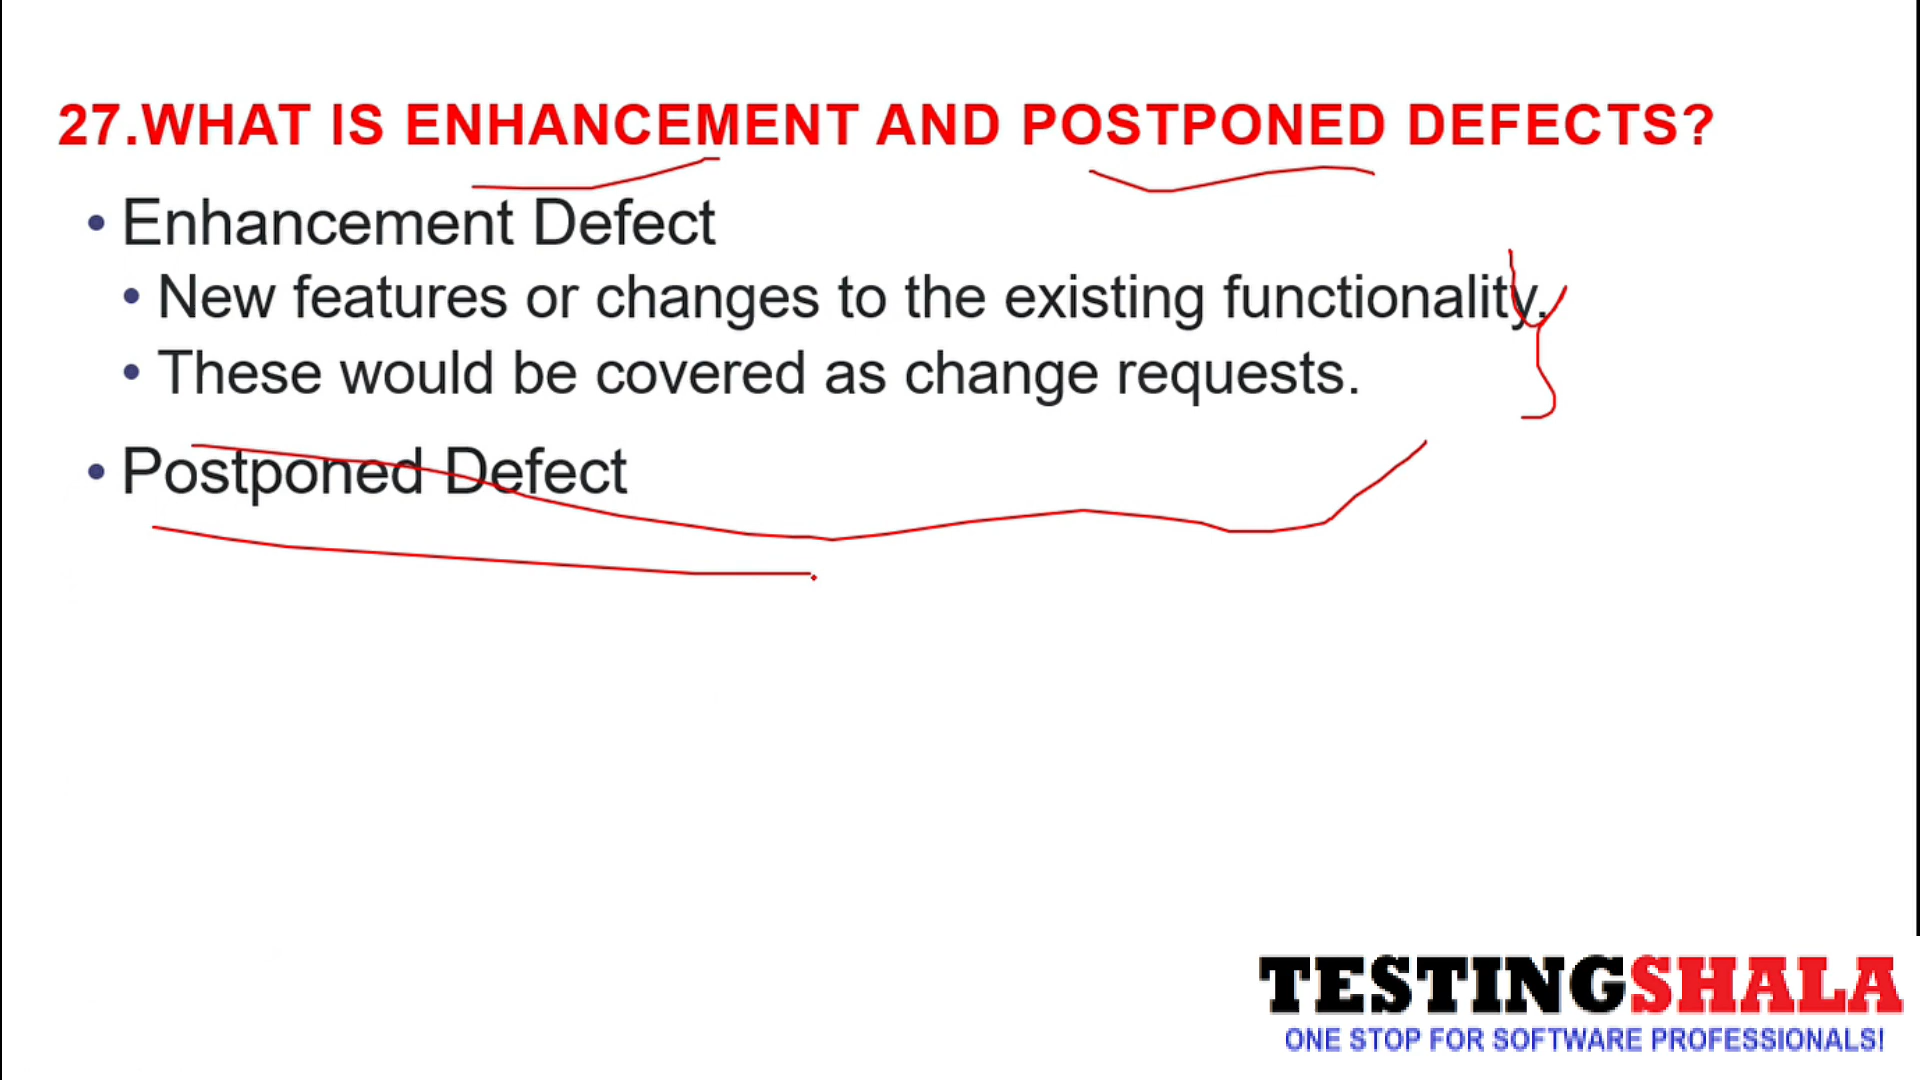 27.WHAT IS ENHANCEMENT AND POSTPONED DEFECTS?
• Enhancement Defect
• New features or changes to the existing functionality.
• These would be covered as change requests.
• Postponed Defect
TESTINGSHALA
ONE STOP FOR SOFTWARE PROFESSIONALS!